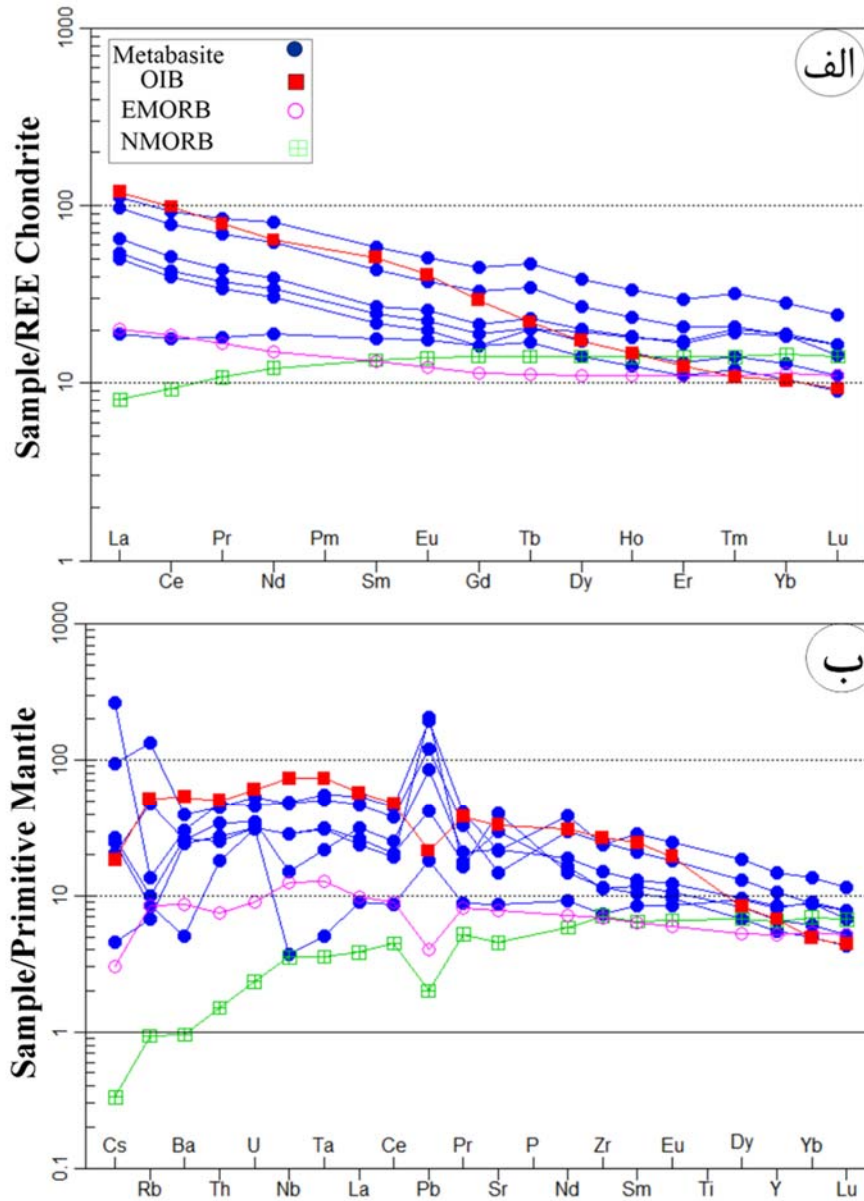 1000
100
10
1
Sample/REE Chondrite
Metabasite
OIB
EMORB
NMORB
الف
La Pr Pm Eu Tb Ho Tm Lu
Ce Nd Sm Gd Dy Er Yb
1000
100
10
1
0.1
Sample/Primitive Mantle
ب
Cs Ba U Ta Ce Pr P Zr Eu Dy Yb
Rb Th Nb La Pb Sr Nd Sm Ti Y Lu